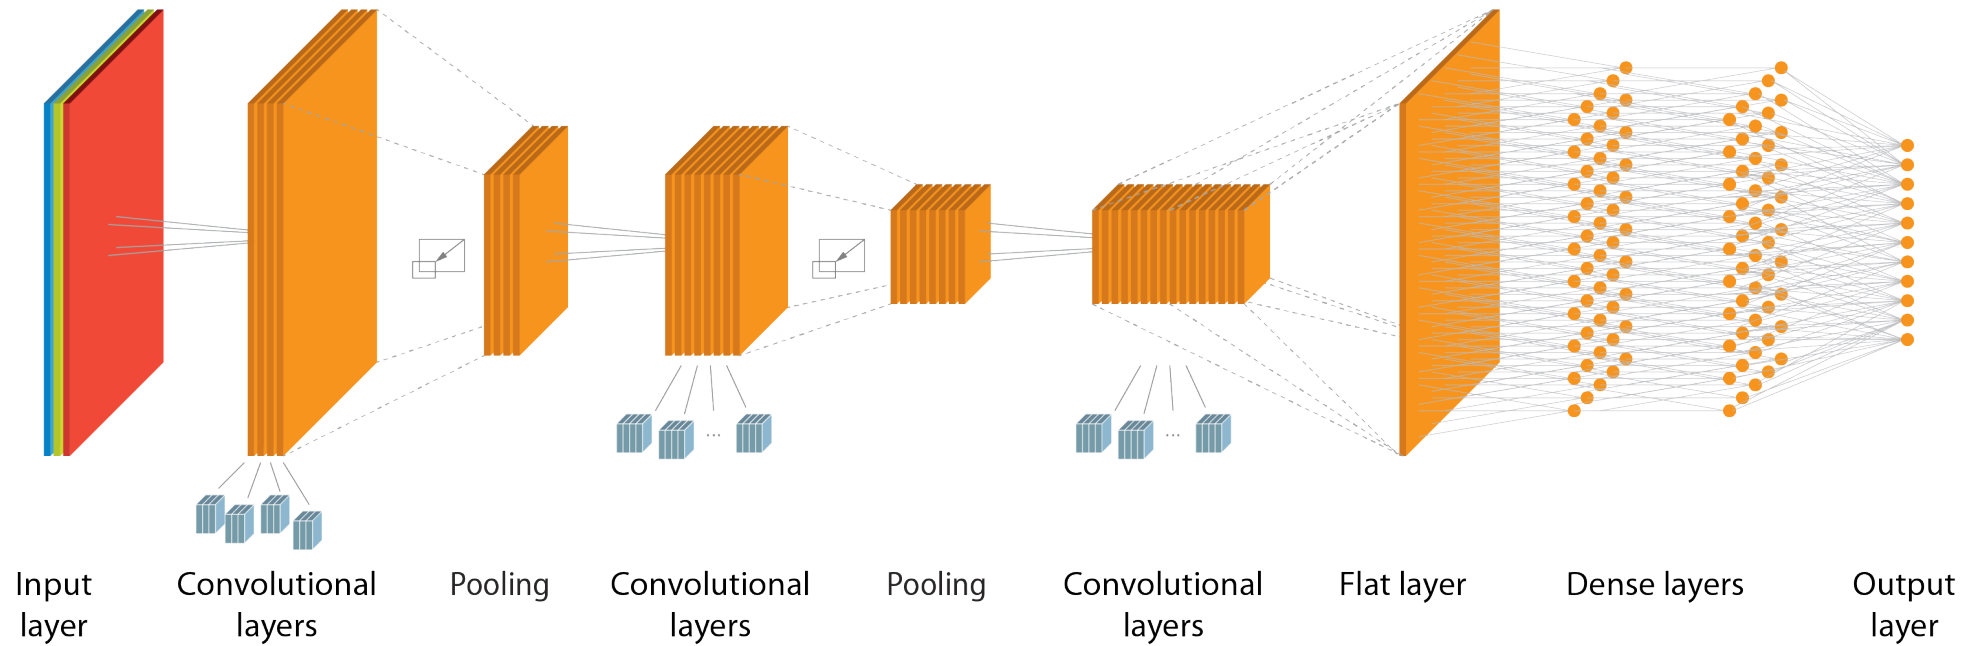 Input
layer
Convolutional
layers
Pooling
Convolutional
layers
Pooling
Convolutional
layers
Flat layer
Dense layers
Output
layer
...
...